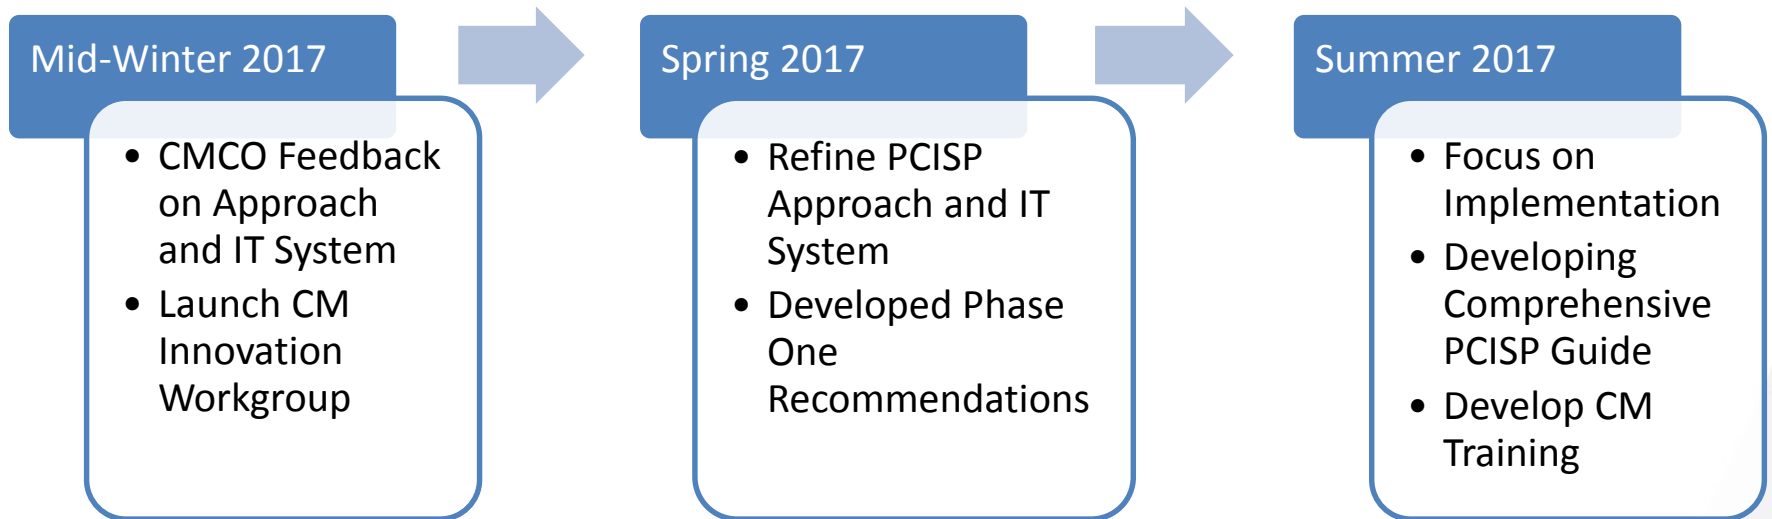 Mid-Winter 2017
• CMCO Feedback
on Approach
and IT System
• Launch CM
Innovation
Workgroup
Spring 2017
• Refine PCISP
Approach and IT
System
• Developed Phase
One
Recommendations
Summer 2017
• Focus on
Implementation
• Developing
Comprehensive
PCISP Guide
• Develop CM
Training